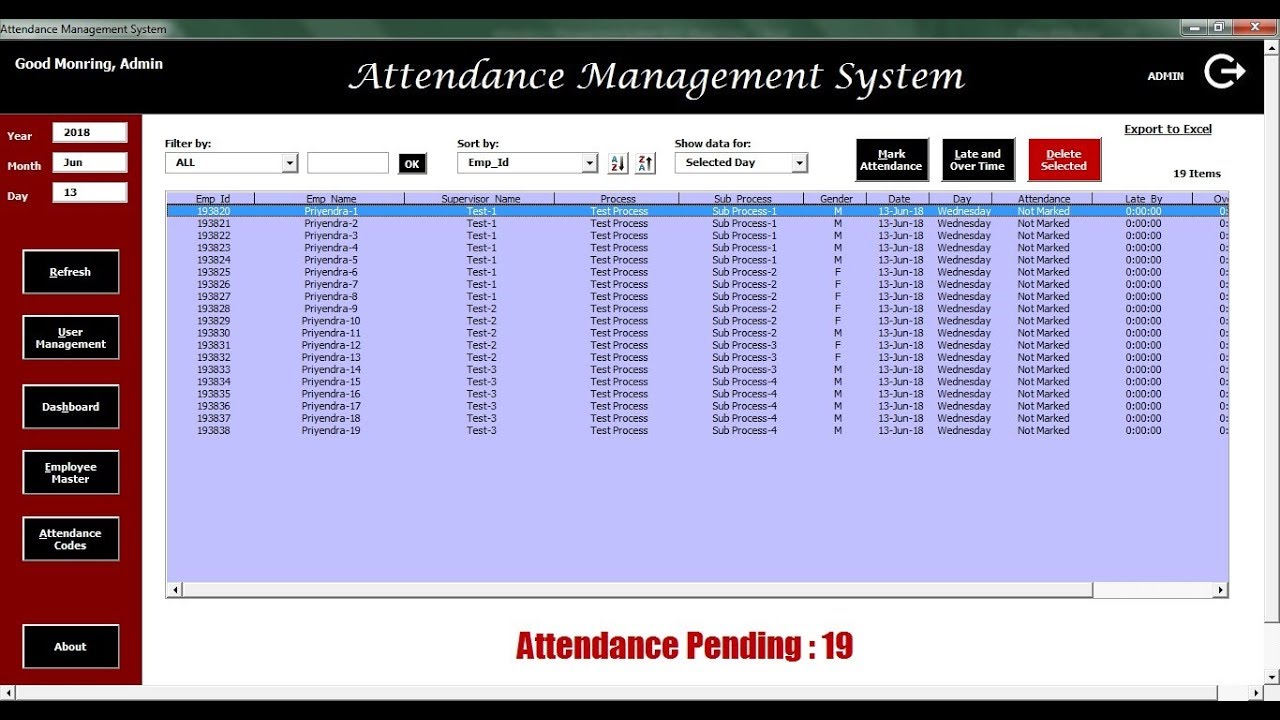 Attendance Management System
Good Monring, Admin
Attendance Management System
ADMIN
Year 2018
Month Jun
Day 13
Filter by: Sort by: Show data for:
ALL OK Emp_Id A Z Z A Selected Day
Mark Attendance
Late and Over Time
Delete Selected
Export to Excel
19 Items
Refresh
User Management
Dashboard
Employee Master
Attendance Codes
About
Emp_Id Emp_Name Supervisor_Name Process Sub_Process Gender Date Day Attendance Late_By Ov
193820 Priyendra-1 Test-1 Test Process Sub Process-1 M 13-Jun-18 Wednesday Not Marked 0:00:00 0:
193821 Priyendra-2 Test-1 Test Process Sub Process-1 M 13-Jun-18 Wednesday Not Marked 0:00:00 0:
193822 Priyendra-3 Test-1 Test Process Sub Process-1 M 13-Jun-18 Wednesday Not Marked 0:00:00 0:
193823 Priyendra-4 Test-1 Test Process Sub Process-1 M 13-Jun-18 Wednesday Not Marked 0:00:00 0:
193824 Priyendra-5 Test-1 Test Process Sub Process-1 M 13-Jun-18 Wednesday Not Marked 0:00:00 0:
193825 Priyendra-6 Test-1 Test Process Sub Process-2 F 13-Jun-18 Wednesday Not Marked 0:00:00 0:
193826 Priyendra-7 Test-1 Test Process Sub Process-2 F 13-Jun-18 Wednesday Not Marked 0:00:00 0:
193827 Priyendra-8 Test-1 Test Process Sub Process-2 F 13-Jun-18 Wednesday Not Marked 0:00:00 0:
193828 Priyendra-9 Test-2 Test Process Sub Process-2 F 13-Jun-18 Wednesday Not Marked 0:00:00 0:
193829 Priyendra-10 Test-2 Test Process Sub Process-2 F 13-Jun-18 Wednesday Not Marked 0:00:00 0:
193830 Priyendra-11 Test-2 Test Process Sub Process-2 M 13-Jun-18 Wednesday Not Marked 0:00:00 0:
193831 Priyendra-12 Test-2 Test Process Sub Process-3 F 13-Jun-18 Wednesday Not Marked 0:00:00 0:
193832 Priyendra-13 Test-2 Test Process Sub Process-3 F 13-Jun-18 Wednesday Not Marked 0:00:00 0:
193833 Priyendra-14 Test-3 Test Process Sub Process-3 M 13-Jun-18 Wednesday Not Marked 0:00:00 0:
193834 Priyendra-15 Test-3 Test Process Sub Process-4 M 13-Jun-18 Wednesday Not Marked 0:00:00 0:
193835 Priyendra-16 Test-3 Test Process Sub Process-4 M 13-Jun-18 Wednesday Not Marked 0:00:00 0:
193836 Priyendra-17 Test-3 Test Process Sub Process-4 M 13-Jun-18 Wednesday Not Marked 0:00:00 0:
193837 Priyendra-18 Test-3 Test Process Sub Process-4 M 13-Jun-18 Wednesday Not Marked 0:00:00 0:
193838 Priyendra-19 Test-3 Test Process Sub Process-4 M 13-Jun-18 Wednesday Not Marked 0:00:00 0:
Attendance Pending : 19